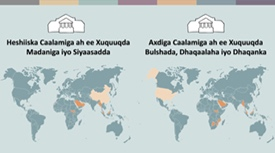 Heshiiska Caalamiga ah ee Xuquuqda
Madaniga iyo Siyaasadda
Axdiga Caalamiga ah ee Xuquuqda
Bulshada, Dhaqaalaha iyo Dhaqanka